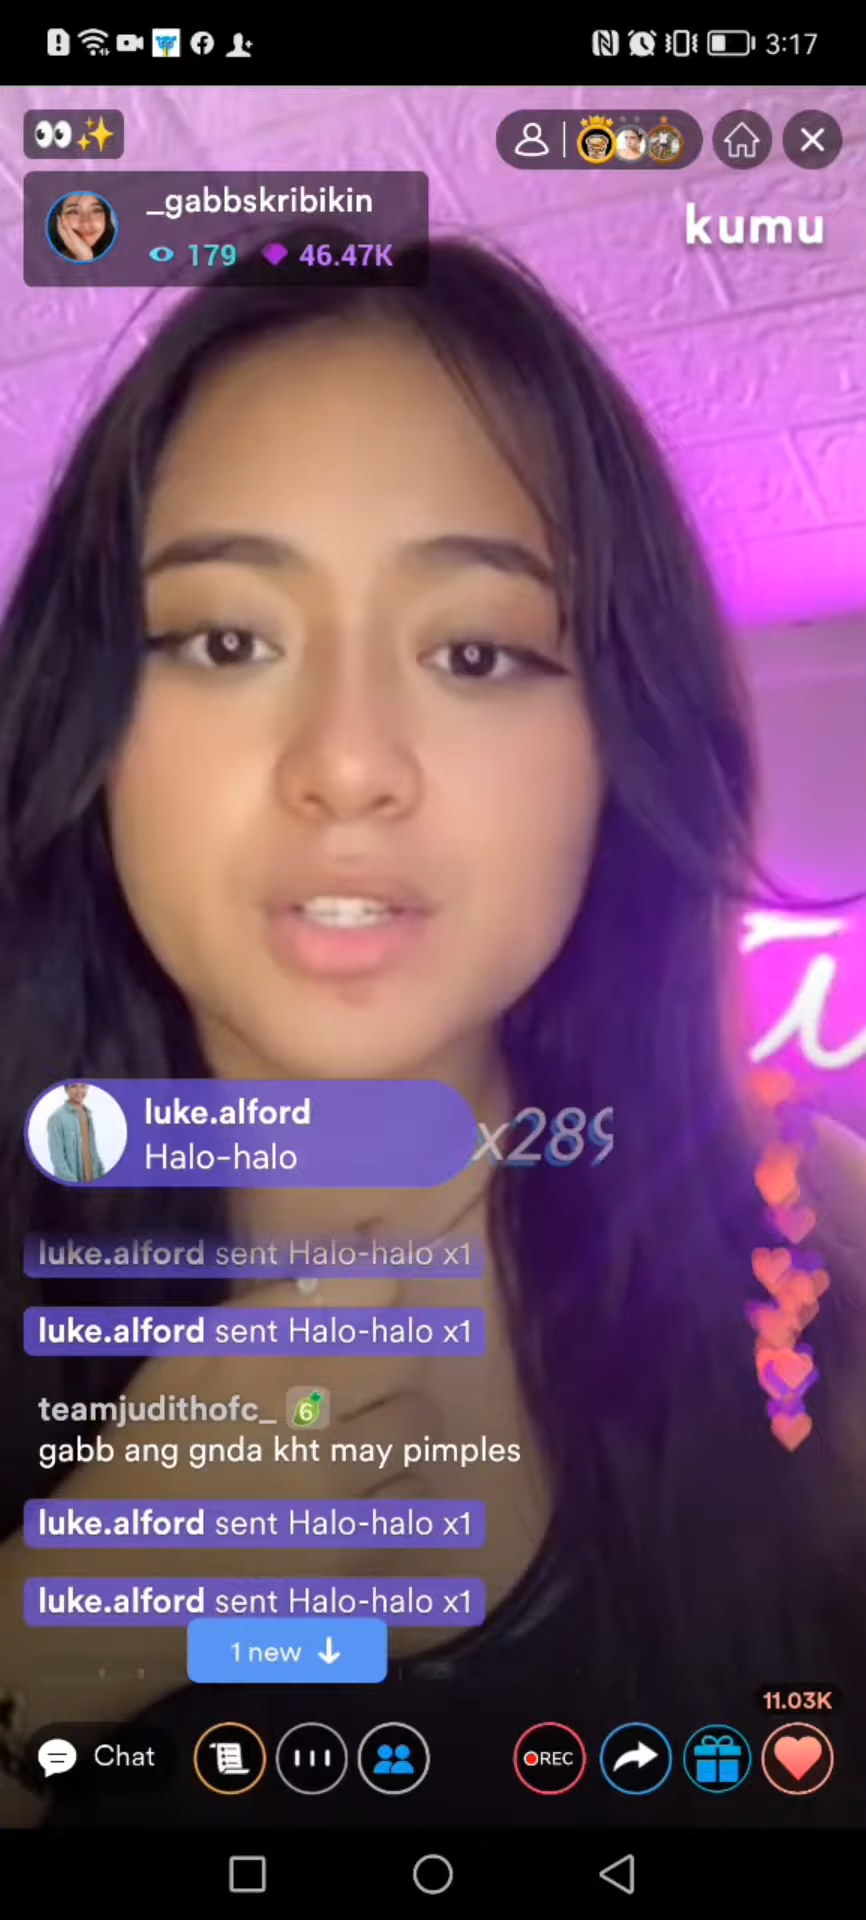 3:17
👀✨
_gabbskribikin
179 46.47K
kumu
luke.alford
Halo-halo
x289
luke.alford sent Halo-halo x1
luke.alford sent Halo-halo x1
teamjudithofc_ 6
gabb ang gnda kht may pimples
luke.alford sent Halo-halo x1
luke.alford sent Halo-halo x1
1 new ↓
11.03K
Chat
REC